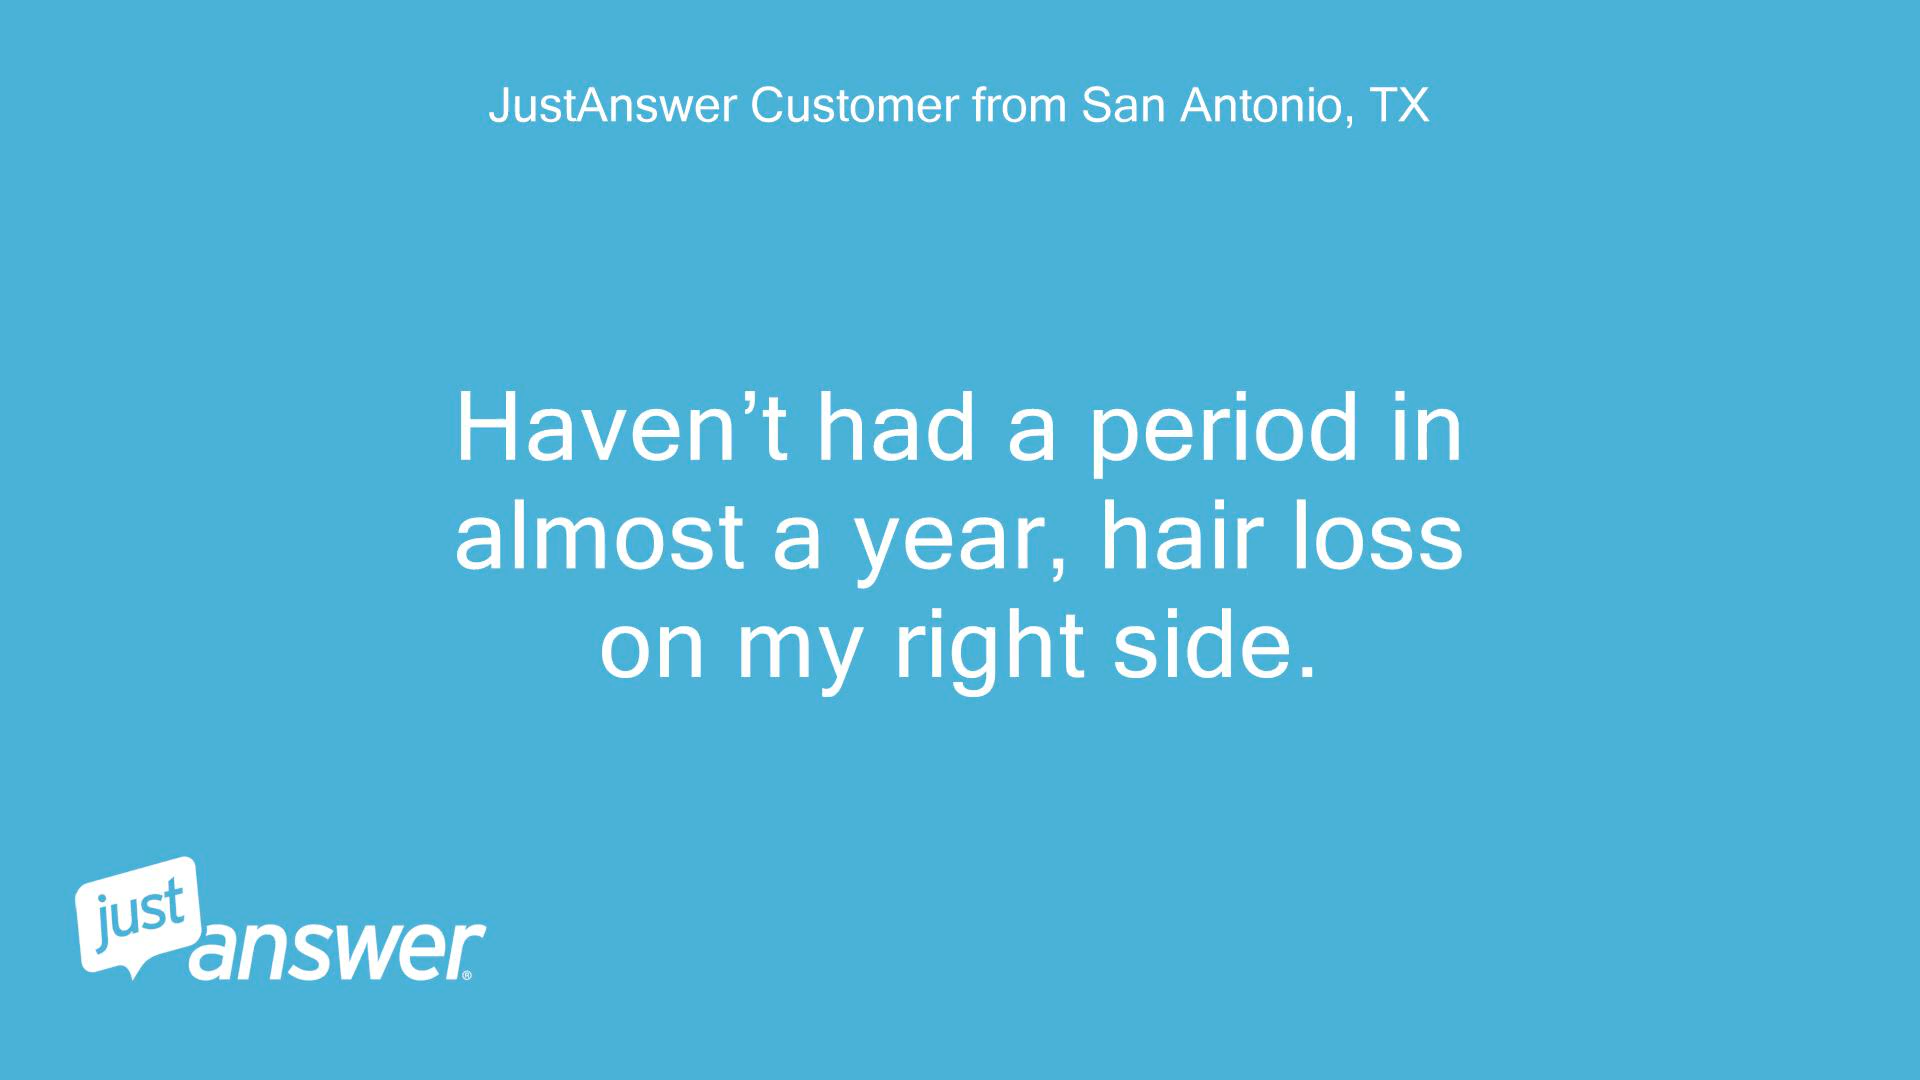 JustAnswer Customer from San Antonio, TX
Haven’t had a period in
almost a year, hair loss
on my right side.
just
answer®